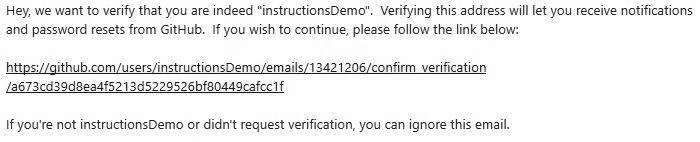 Hey, we want to verify that you are indeed "instructionsDemo".  Verifying this address will let you receive notifications
and password resets from GitHub.  If you wish to continue, please follow the link below:
https://github.com/users/instructionsDemo/emails/13421206/confirm_verification
/a673cd39d8ea4f5213d5229526bf80449cafcc1f
If you're not instructionsDemo or didn't request verification, you can ignore this email.